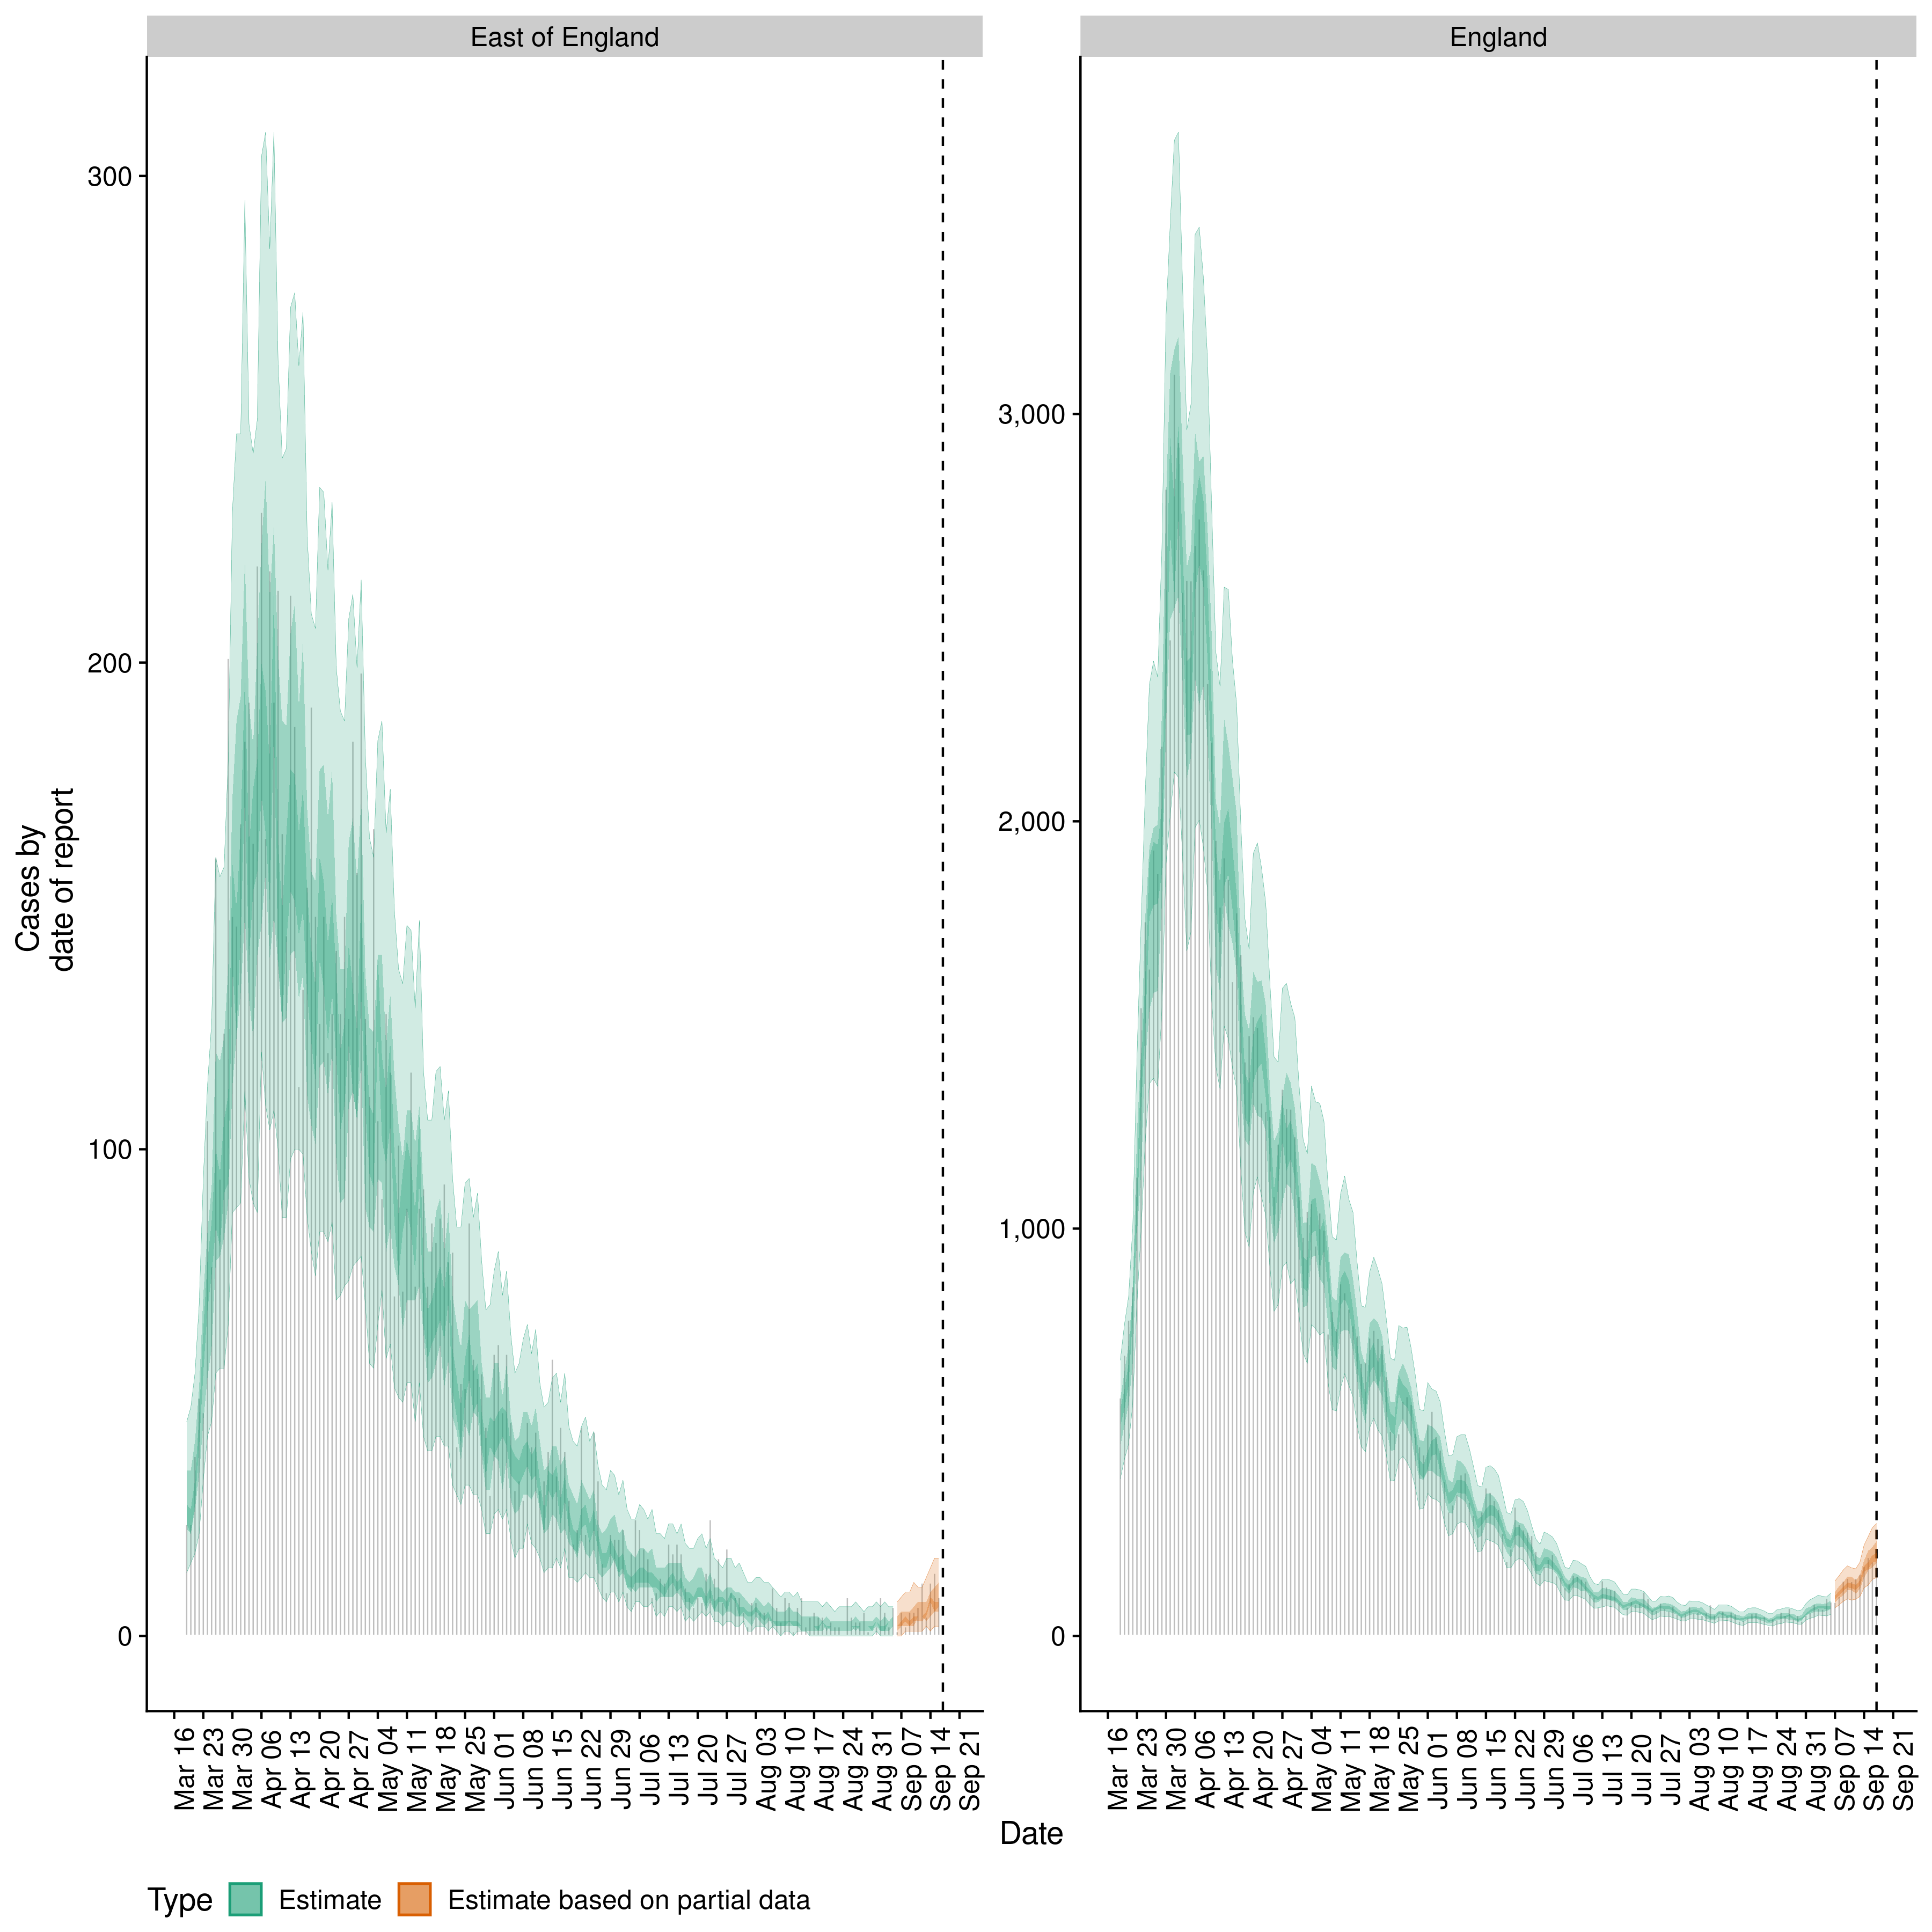 East of England
England
Cases by
date of report
300
200
100
0
3,000
2,000
1,000
0
Mar 16
Mar 23
Mar 30
Apr 06
Apr 13
Apr 20
Apr 27
May 04
May 11
May 18
May 25
Jun 01
Jun 08
Jun 15
Jun 22
Jun 29
Jul 06
Jul 13
Jul 20
Jul 27
Aug 03
Aug 10
Aug 17
Aug 24
Aug 31
Sep 07
Sep 14
Sep 21
Mar 16
Mar 23
Mar 30
Apr 06
Apr 13
Apr 20
Apr 27
May 04
May 11
May 18
May 25
Jun 01
Jun 08
Jun 15
Jun 22
Jun 29
Jul 06
Jul 13
Jul 20
Jul 27
Aug 03
Aug 10
Aug 17
Aug 24
Aug 31
Sep 07
Sep 14
Sep 21
Date
Type Estimate Estimate based on partial data